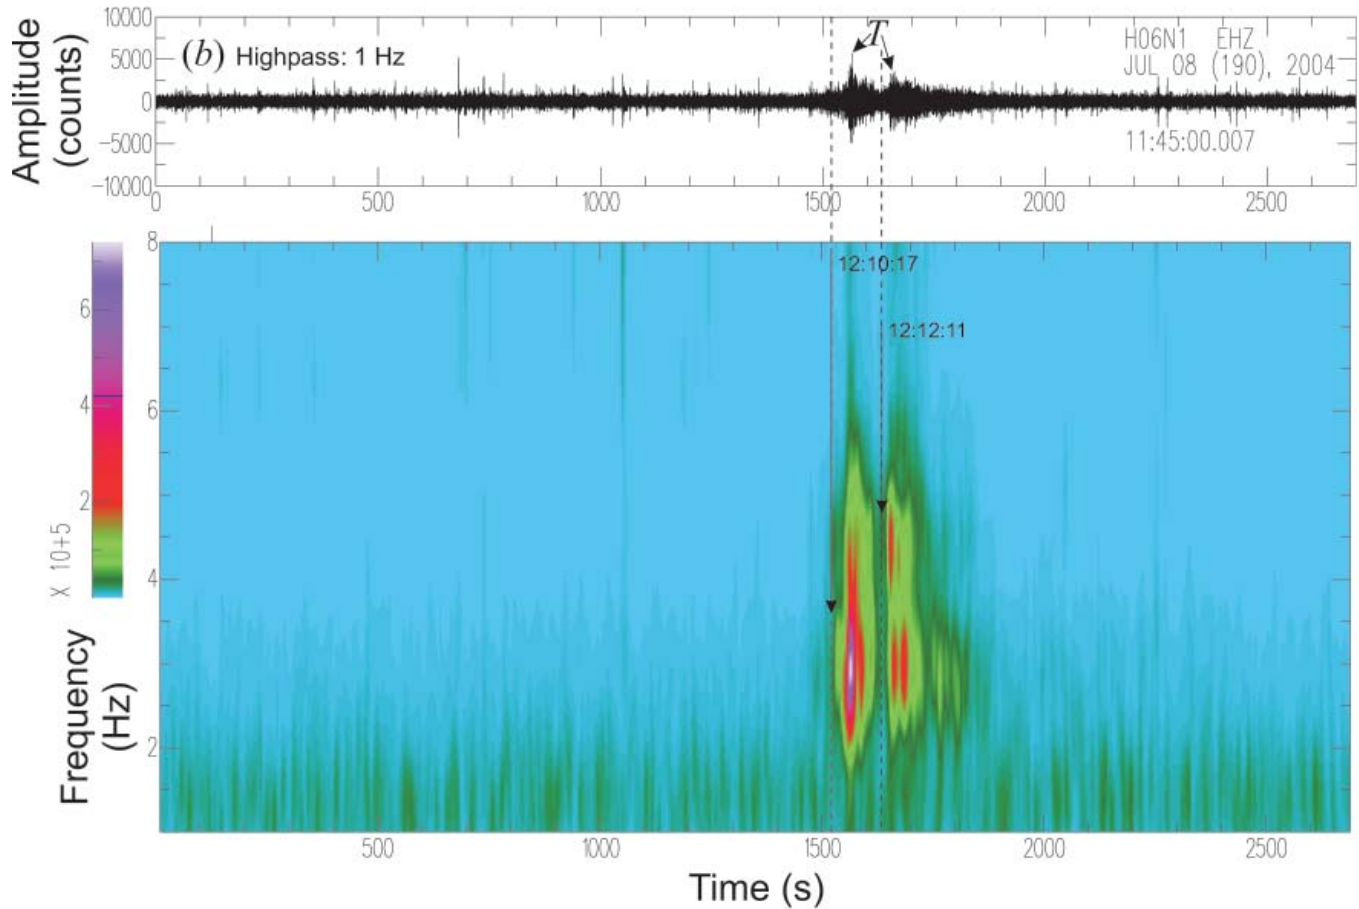 10000
5000
0
−5000
−10000
Amplitude
(counts)
(b) Highpass: 1 Hz
T
H06N1 EHZ
JUL 08 (190), 2004
11:45:00.007
0 500 1000 1500 2000 2500
8
6
4
2
6
4
2
X 10+5
12:10:17
12:12:11
Frequency
(Hz)
500 1000 1500 2000 2500
Time (s)